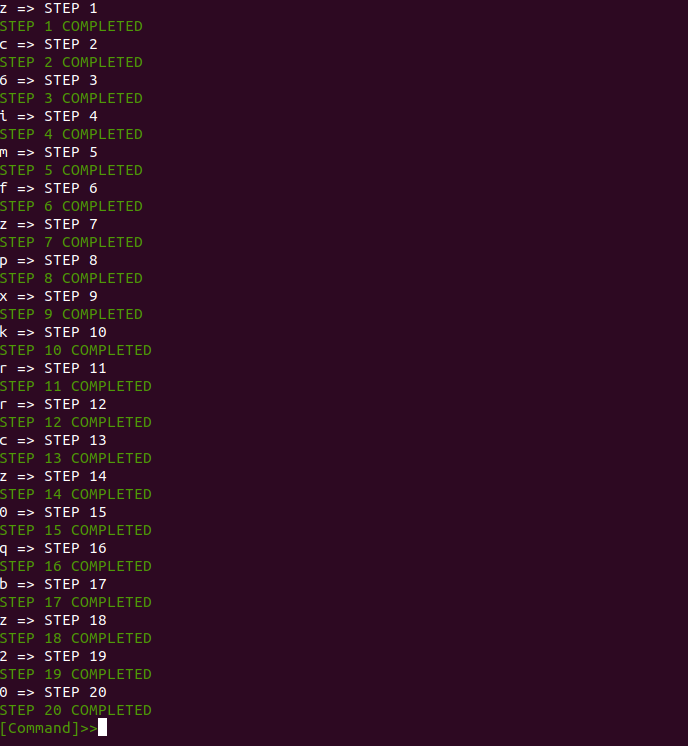 z => STEP 1
STEP 1 COMPLETED
c => STEP 2
STEP 2 COMPLETED
6 => STEP 3
STEP 3 COMPLETED
i => STEP 4
STEP 4 COMPLETED
m => STEP 5
STEP 5 COMPLETED
f => STEP 6
STEP 6 COMPLETED
z => STEP 7
STEP 7 COMPLETED
p => STEP 8
STEP 8 COMPLETED
x => STEP 9
STEP 9 COMPLETED
k => STEP 10
STEP 10 COMPLETED
r => STEP 11
STEP 11 COMPLETED
r => STEP 12
STEP 12 COMPLETED
c => STEP 13
STEP 13 COMPLETED
z => STEP 14
STEP 14 COMPLETED
0 => STEP 15
STEP 15 COMPLETED
q => STEP 16
STEP 16 COMPLETED
b => STEP 17
STEP 17 COMPLETED
z => STEP 18
STEP 18 COMPLETED
2 => STEP 19
STEP 19 COMPLETED
0 => STEP 20
STEP 20 COMPLETED
[Command]>>